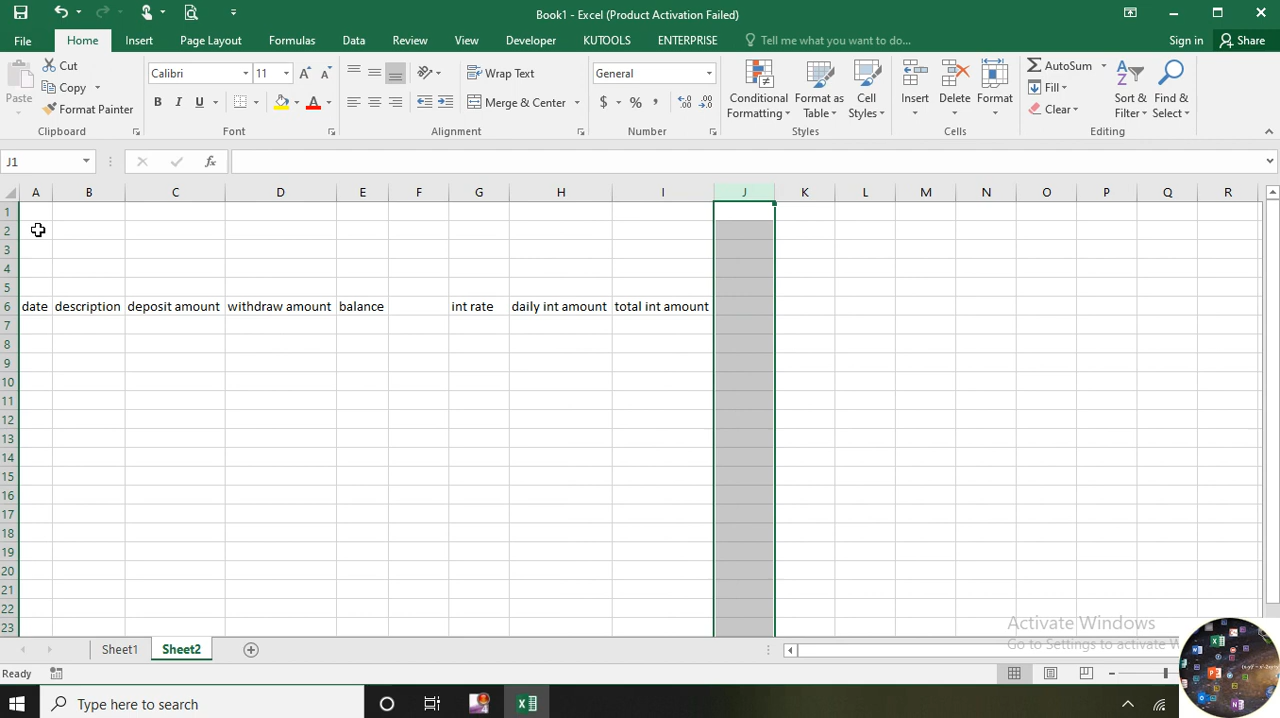 Book1 - Excel (Product Activation Failed)
File Home Insert Page Layout Formulas Data Review View Developer KUTOOLS ENTERPRISE Tell me what you want to do... Sign in Share
Paste
Cut
Copy
Format Painter
Clipboard
Calibri 11
B I U A
Font
Wrap Text
Merge & Center
Alignment
General
$ % ,
Number
Conditional Formatting
Format as Table
Cell Styles
Styles
Insert Delete Format
Cells
AutoSum
Fill
Clear
Sort & Filter
Find & Select
Editing
J1 fx
A B C D E F G H I J K L M N O P Q R
1
2
3
4
5
6 date description deposit amount withdraw amount balance int rate daily int amount total int amount
7
8
9
10
11
12
13
14
15
16
17
18
19
20
21
22
23
Activate Windows
Go to Settings to activate W
Sheet1 Sheet2
Ready
Type here to search